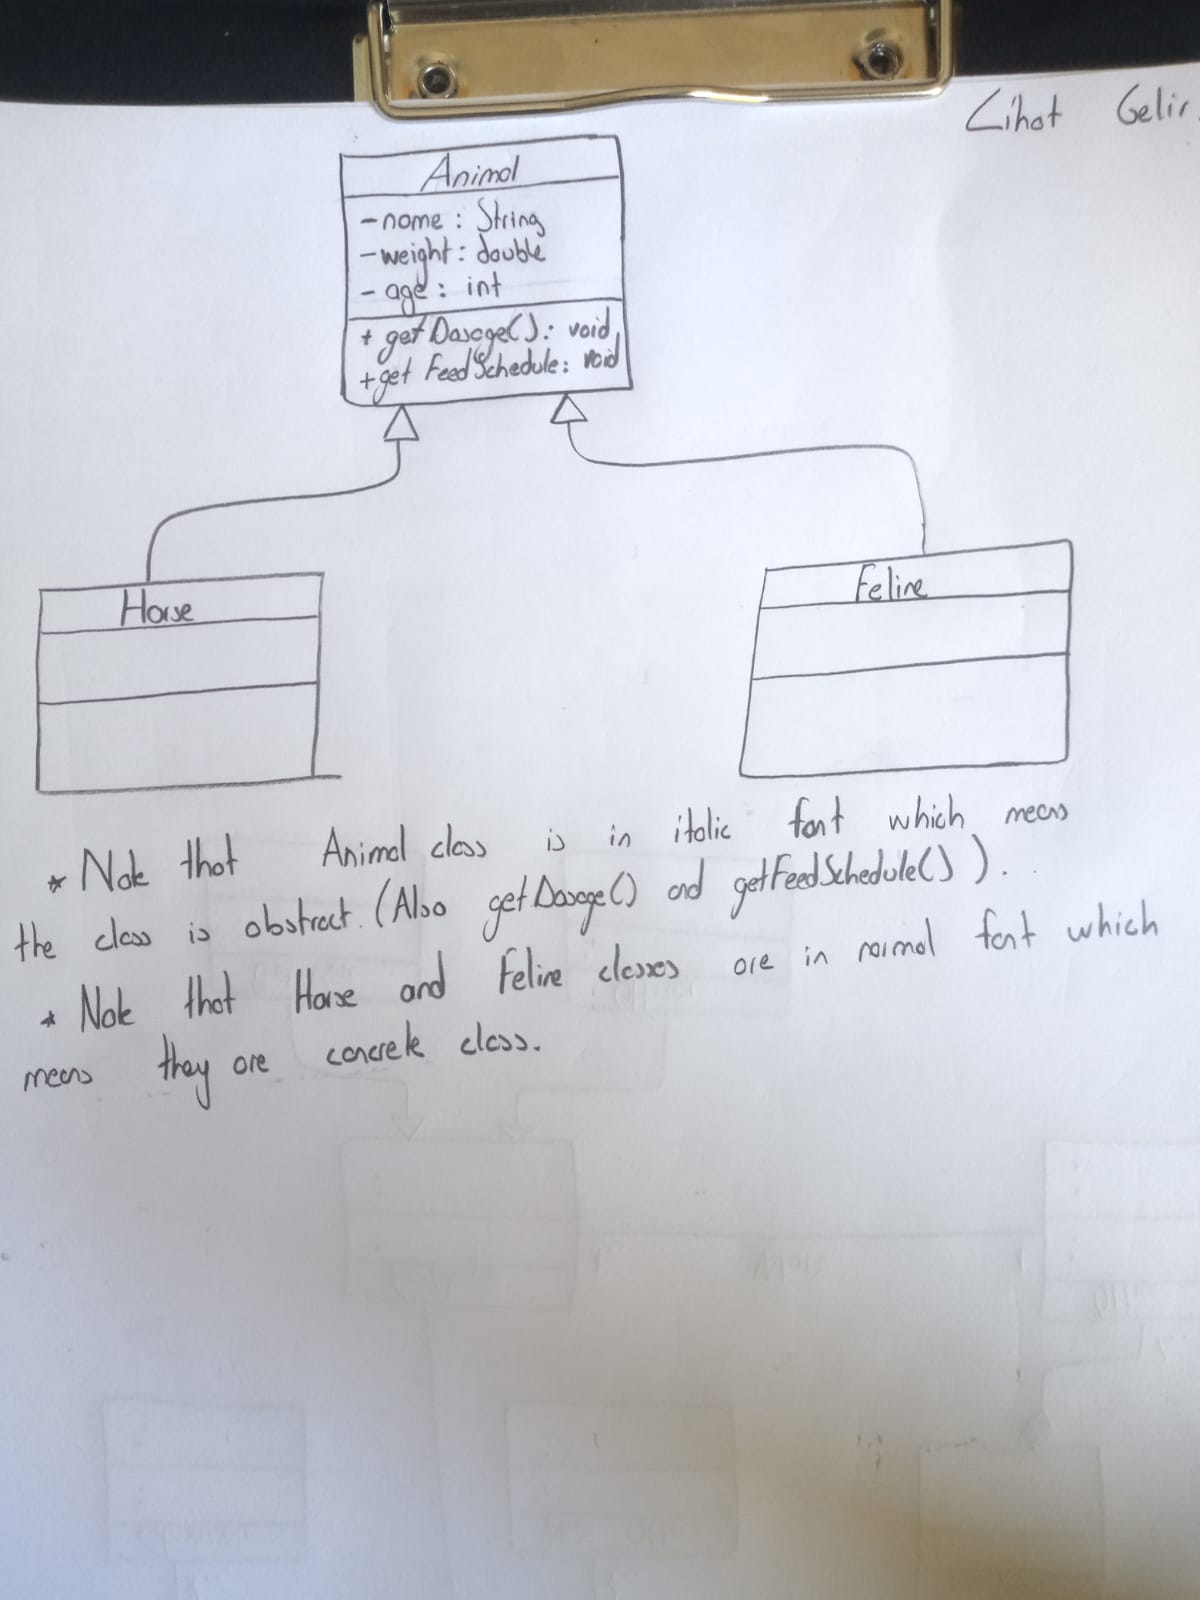 Cihat Gelir
Animal
- name : String
- weight : double
- age : int
+ getDosage() : void
+ get FeedSchedule : void
Horse
Feline
* Note that Animal class is in italic font which means
the class is abstract. (Also getDosage() and getFeedSchedule() ).
* Note that Horse and Feline classes are in normal font which
means they are concrete class.